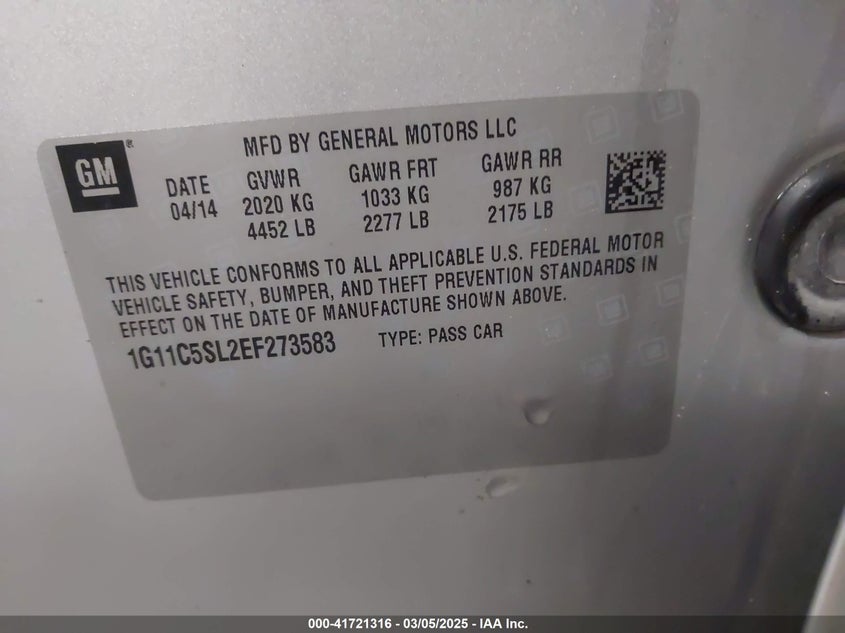 GM
MFD BY GENERAL MOTORS LLC
DATE GVWR GAWR FRT GAWR RR
04/14 2020 KG 1033 KG 987 KG
4452 LB 2277 LB 2175 LB
THIS VEHICLE CONFORMS TO ALL APPLICABLE U.S. FEDERAL MOTOR
VEHICLE SAFETY, BUMPER, AND THEFT PREVENTION STANDARDS IN
EFFECT ON THE DATE OF MANUFACTURE SHOWN ABOVE.
1G11C5SL2EF273583 TYPE: PASS CAR
000-41721316 — 03/05/2025 — IAA Inc.